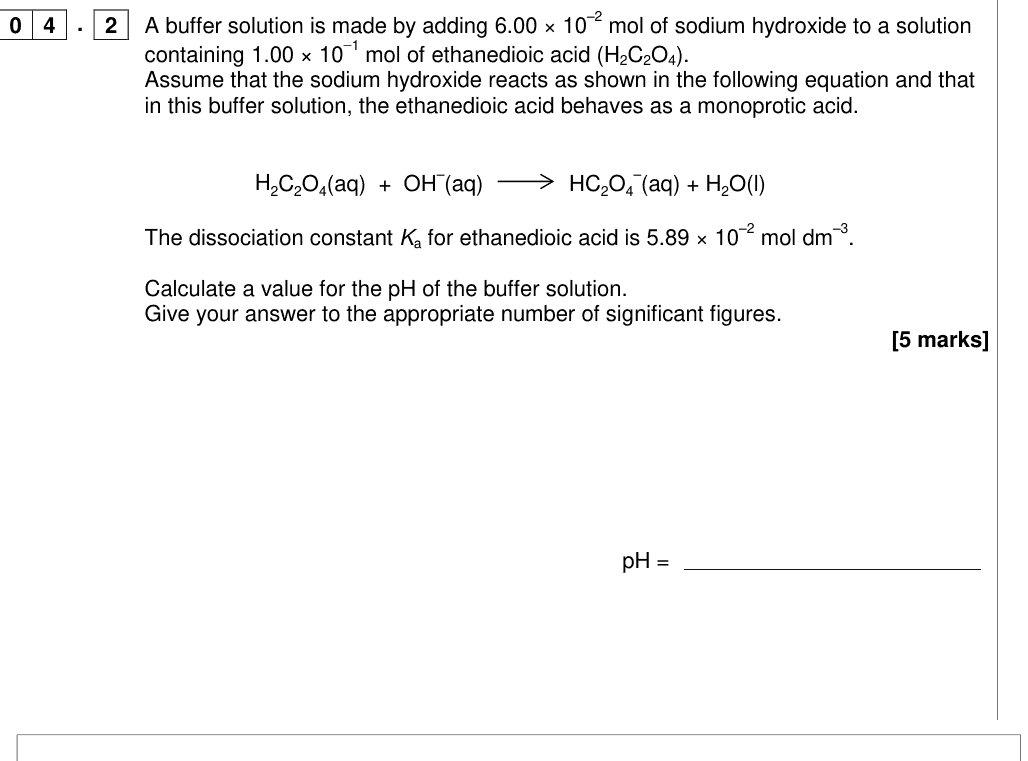 0 4 . 2 A buffer solution is made by adding 6.00 × 10⁻² mol of sodium hydroxide to a solution
containing 1.00 × 10⁻¹ mol of ethanedioic acid (H₂C₂O₄).
Assume that the sodium hydroxide reacts as shown in the following equation and that
in this buffer solution, the ethanedioic acid behaves as a monoprotic acid.
H₂C₂O₄(aq) + OH⁻(aq) ⟶ HC₂O₄⁻(aq) + H₂O(l)
The dissociation constant Kₐ for ethanedioic acid is 5.89 × 10⁻² mol dm⁻³.
Calculate a value for the pH of the buffer solution.
Give your answer to the appropriate number of significant figures.
[5 marks]
pH =